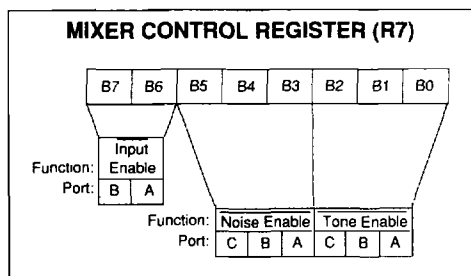 MIXER CONTROL REGISTER (R7)
B7 B6 B5 B4 B3 B2 B1 B0
Input
Function: Enable
Port: B A
Function: Noise Enable Tone Enable
Port: C B A C B A